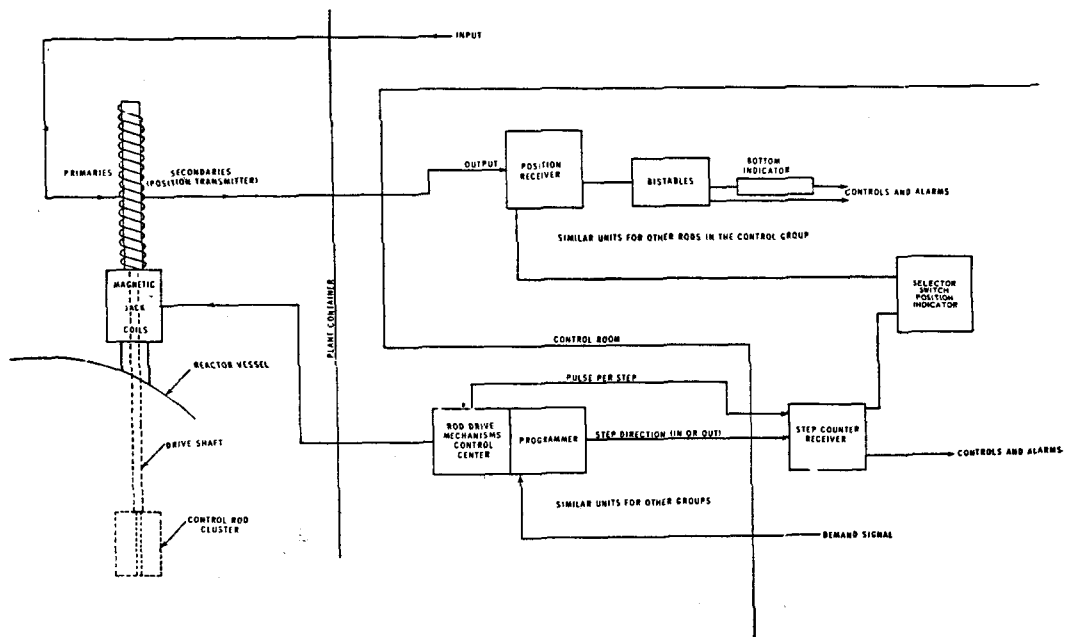 INPUT
PRIMARIES
SECONDARIES
(POSITION TRANSMITTER)
OUTPUT
POSITION
RECEIVER
BISTABLES
BOTTOM
INDICATOR
CONTROLS AND ALARMS
SIMILAR UNITS FOR OTHER RODS IN THE CONTROL GROUP
SELECTOR
SWITCH
POSITION
INDICATOR
MAGNETIC
JACK
COILS
PLANE CONTAINER
CONTROL ROOM
REACTOR VESSEL
PULSE PER STEP
ROD DRIVE
MECHANISMS
CONTROL
CENTER
PROGRAMMER
STEP DIRECTION (IN OR OUT)
STEP COUNTER
RECEIVER
CONTROLS AND ALARMS
DRIVE SHAFT
SIMILAR UNITS FOR OTHER GROUPS
CONTROL ROD
CLUSTER
DEMAND SIGNAL